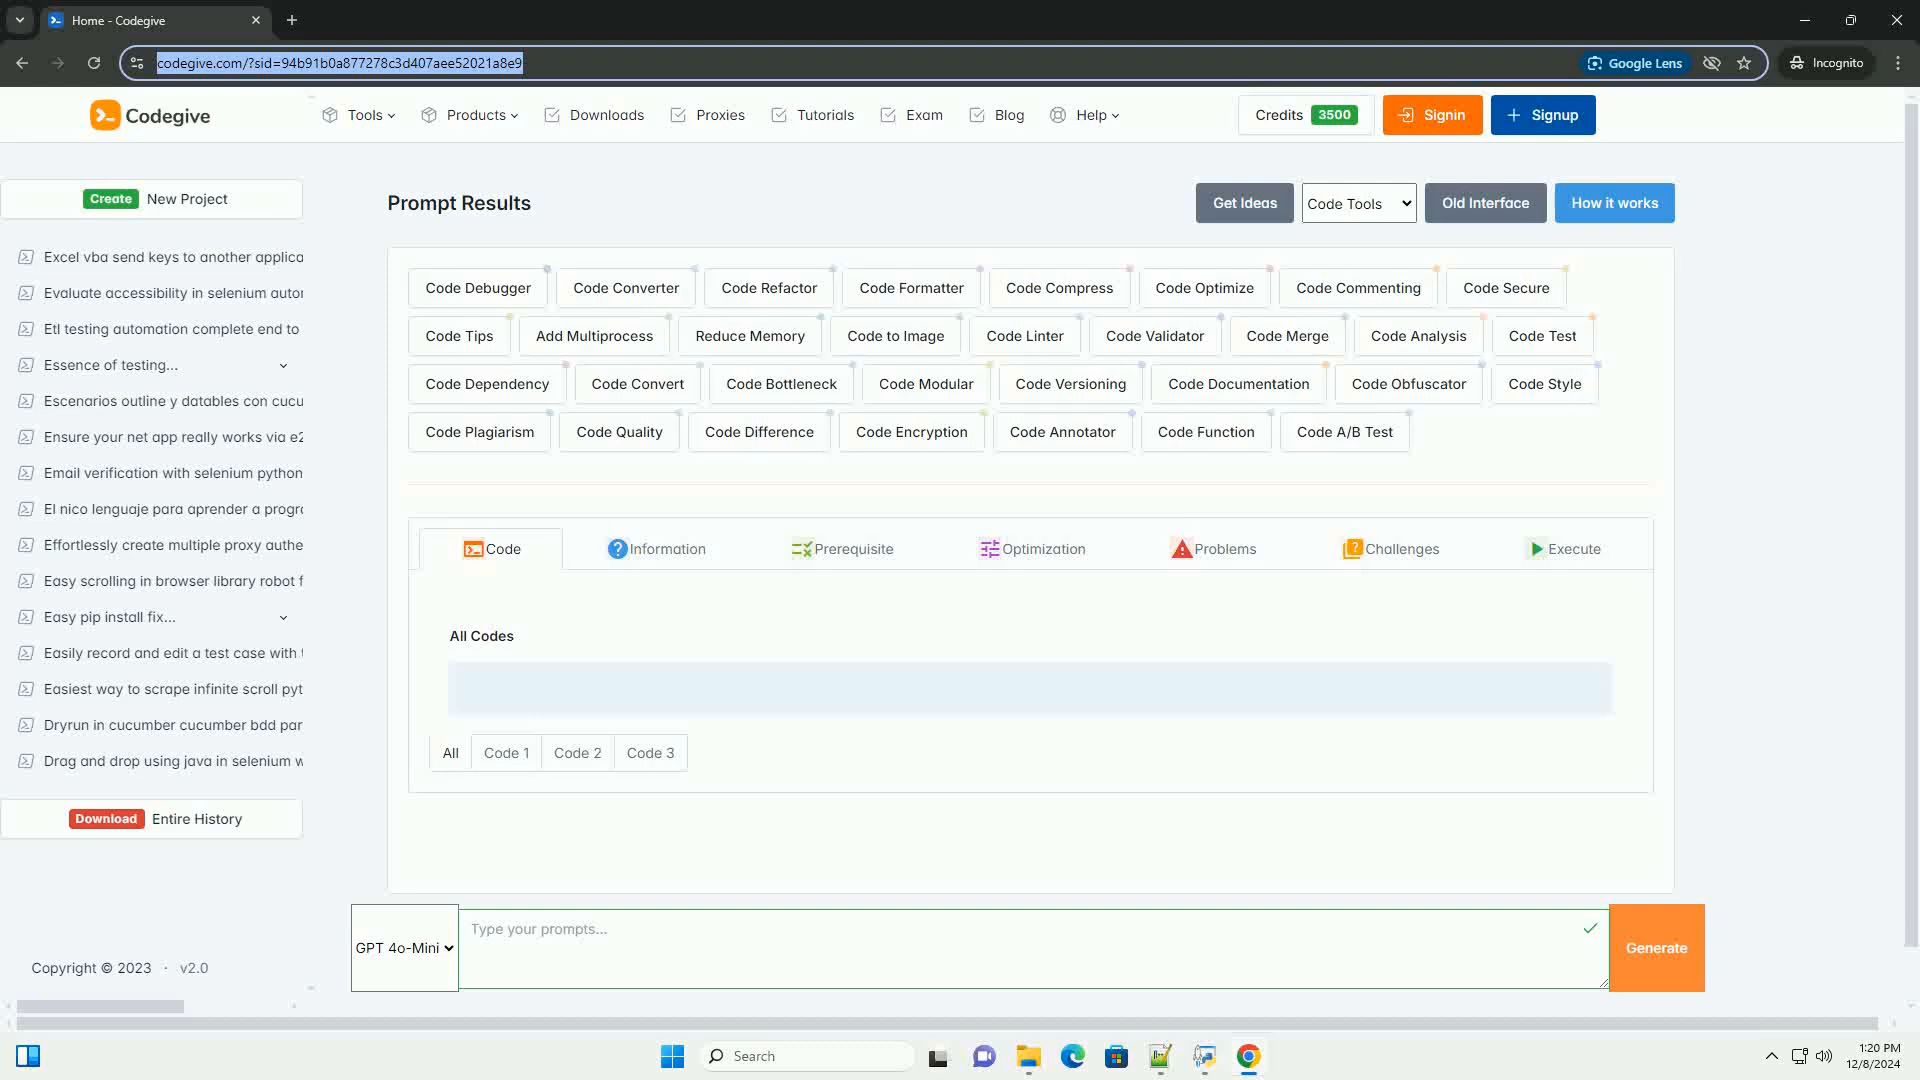 Home - Codegive
codegive.com/?sid=94b91b0a877278c3d407aee52021a8e9
Google Lens
Incognito
Codegive
Tools
Products
Downloads
Proxies
Tutorials
Exam
Blog
Help
Credits 3500
Signin
Signup
Create New Project
Excel vba send keys to another applica
Evaluate accessibility in selenium autor
Etl testing automation complete end to
Essence of testing...
Escenarios outline y datables con cucu
Ensure your net app really works via e2
Email verification with selenium python
El nico lenguaje para aprender a progra
Effortlessly create multiple proxy authe
Easy scrolling in browser library robot f
Easy pip install fix...
Easily record and edit a test case with t
Easiest way to scrape infinite scroll pyt
Dryrun in cucumber cucumber bdd par
Drag and drop using java in selenium w
Download Entire History
Copyright © 2023 · v2.0
Prompt Results
Get Ideas
Code Tools
Old Interface
How it works
Code Debugger
Code Converter
Code Refactor
Code Formatter
Code Compress
Code Optimize
Code Commenting
Code Secure
Code Tips
Add Multiprocess
Reduce Memory
Code to Image
Code Linter
Code Validator
Code Merge
Code Analysis
Code Test
Code Dependency
Code Convert
Code Bottleneck
Code Modular
Code Versioning
Code Documentation
Code Obfuscator
Code Style
Code Plagiarism
Code Quality
Code Difference
Code Encryption
Code Annotator
Code Function
Code A/B Test
Code
Information
Prerequisite
Optimization
Problems
Challenges
Execute
All Codes
All
Code 1
Code 2
Code 3
GPT 4o-Mini
Type your prompts...
Generate
Search
1:20 PM
12/8/2024